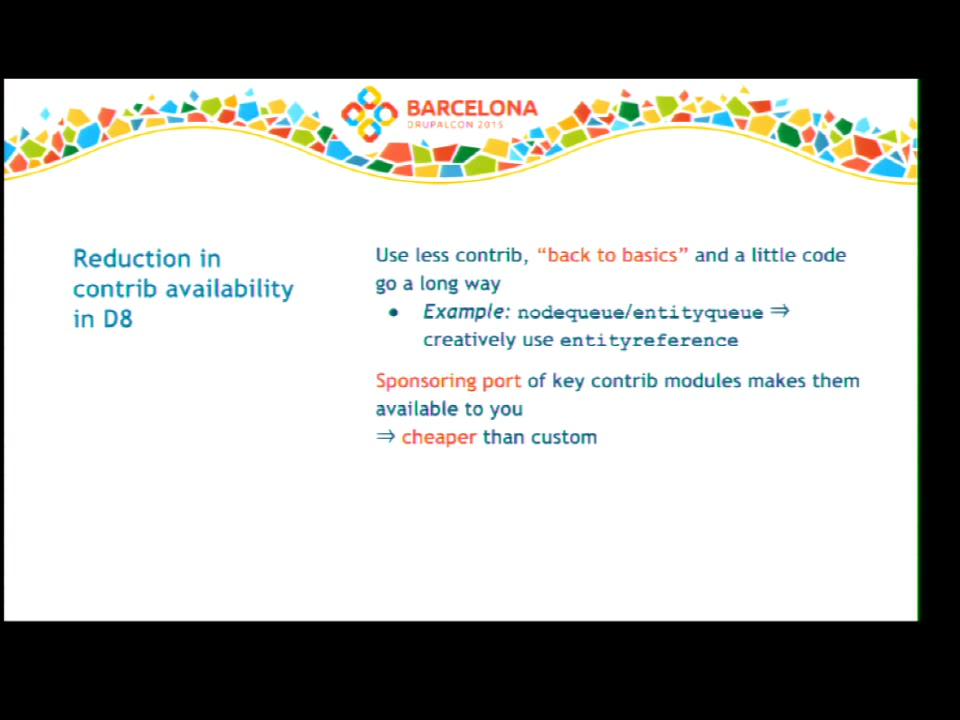 BARCELONA
DRUPALCON 2015
Reduction in
contrib availability
in D8
Use less contrib, “back to basics” and a little code
go a long way
● Example: nodequeue/entityqueue ⇒
creatively use entityreference
Sponsoring port of key contrib modules makes them
available to you
⇒ cheaper than custom